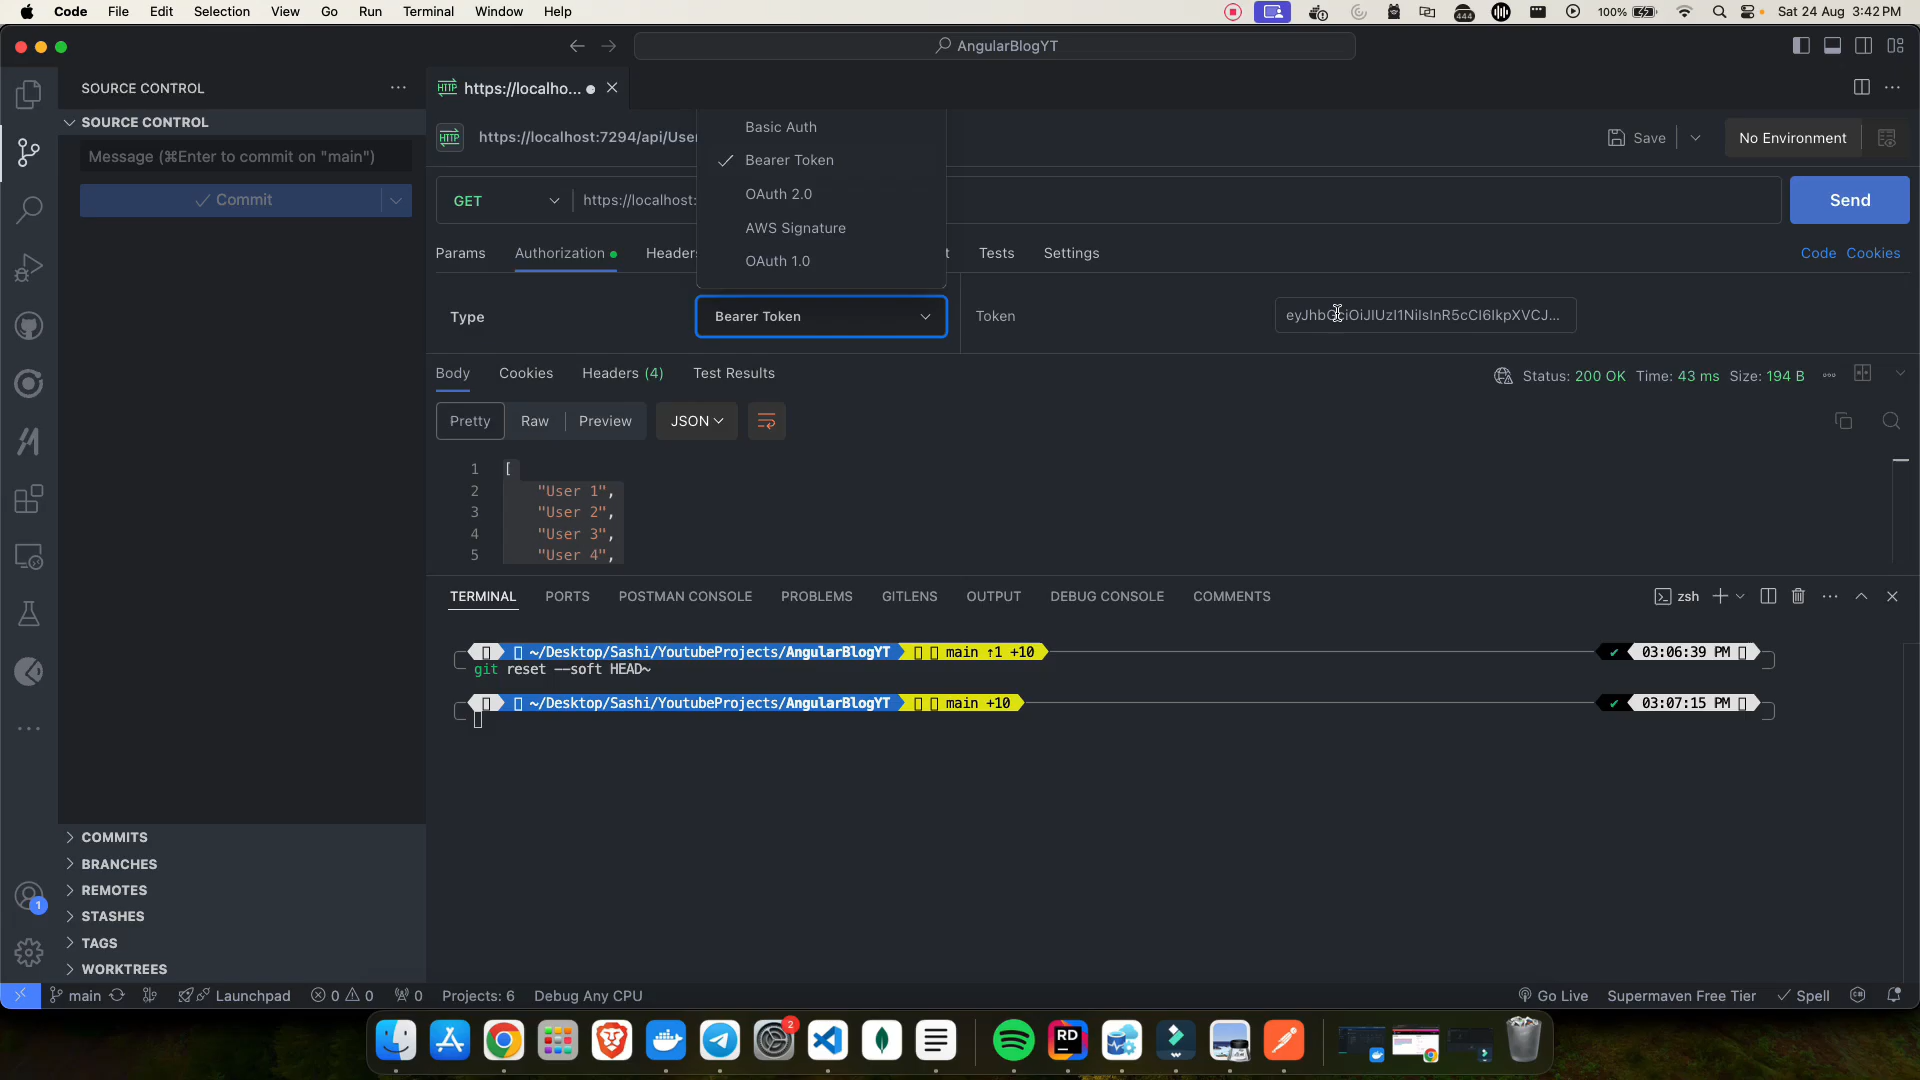 Code File Edit Selection View Go Run Terminal Window Help
444 100% Sat 24 Aug 3:42 PM
AngularBlogYT
SOURCE CONTROL
https://localho...
SOURCE CONTROL
Message (⌘Enter to commit on "main")
Commit
https://localhost:7294/api/Use
Save
No Environment
Basic Auth
Bearer Token
OAuth 2.0
AWS Signature
OAuth 1.0
GET
https://localhost:
Send
Params Authorization Headers t Tests Settings
Code Cookies
Type
Bearer Token
Token
Body Cookies Headers (4) Test Results
Status: 200 OK Time: 43 ms Size: 194 B
Pretty Raw Preview JSON
1 [
2 "User 1",
3 "User 2",
4 "User 3",
5 "User 4",
TERMINAL PORTS POSTMAN CONSOLE PROBLEMS GITLENS OUTPUT DEBUG CONSOLE COMMENTS
zsh
~/Desktop/Sashi/YoutubeProjects/AngularBlogYT main ↑1 +10 ✔ 03:06:39 PM
git reset --soft HEAD~
~/Desktop/Sashi/YoutubeProjects/AngularBlogYT main +10 ✔ 03:07:15 PM
COMMITS
BRANCHES
REMOTES
STASHES
TAGS
WORKTREES
1
main Launchpad 0 0 0 Projects: 6 Debug Any CPU
Go Live Supermaven Free Tier Spell
2
RD